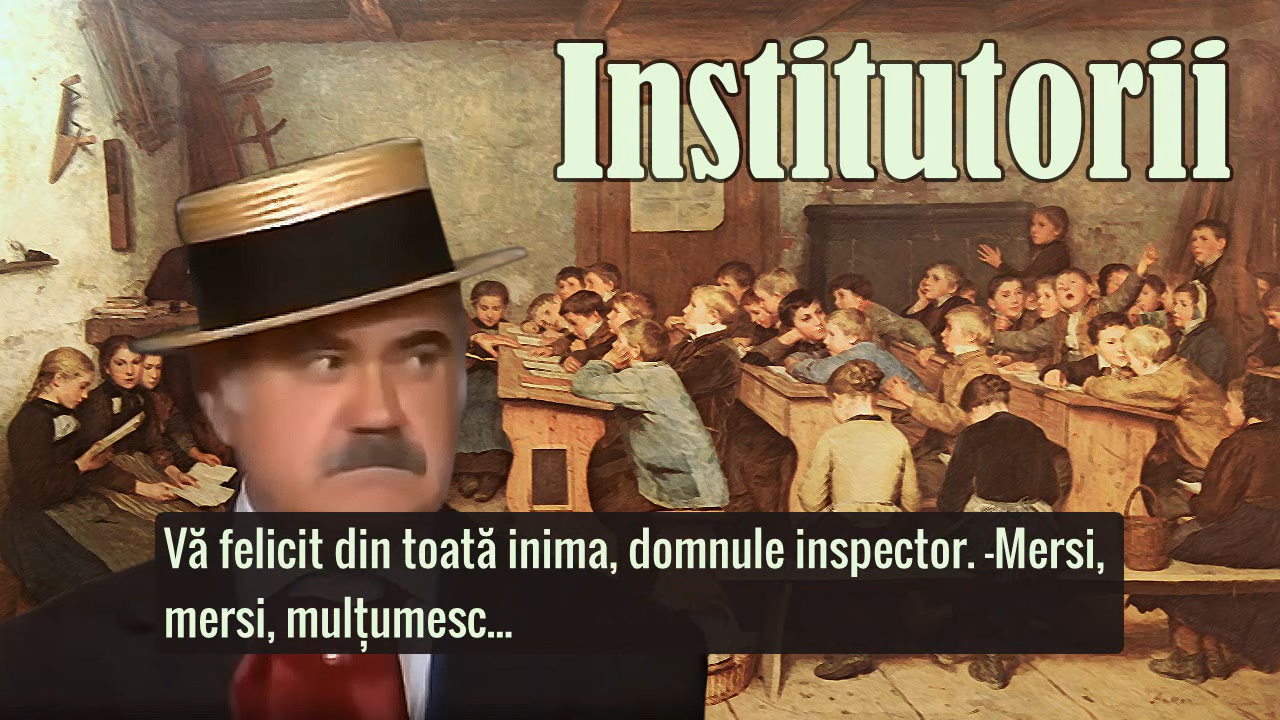 Institutorii
Vă felicit din toată inima, domnule inspector. -Mersi,
mersi, mulțumesc...